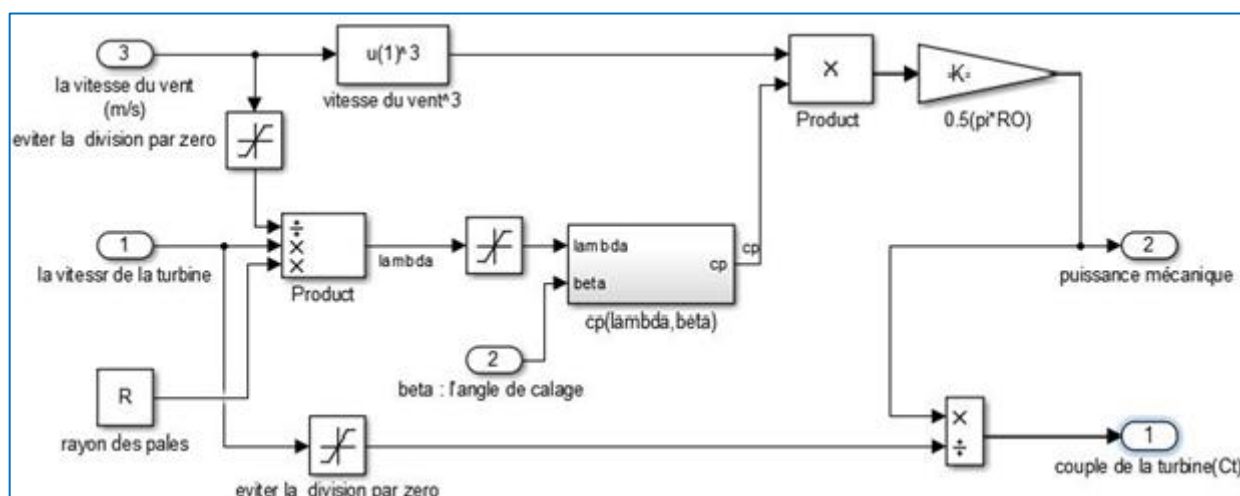 3
la vitesse du vent
(m/s)
eviter la division par zero
u(1)^3
vitesse du vent^3
×
Product
-K-
0.5(pi*RO)
1
la vitessr de la turbine
÷
×
×
Product
lambda
lambda
beta
cp
cp(lambda,beta)
cp
2
puissance mécanique
2
beta : l'angle de calage
R
rayon des pales
eviter la division par zero
×
÷
1
couple de la turbine(Ct)